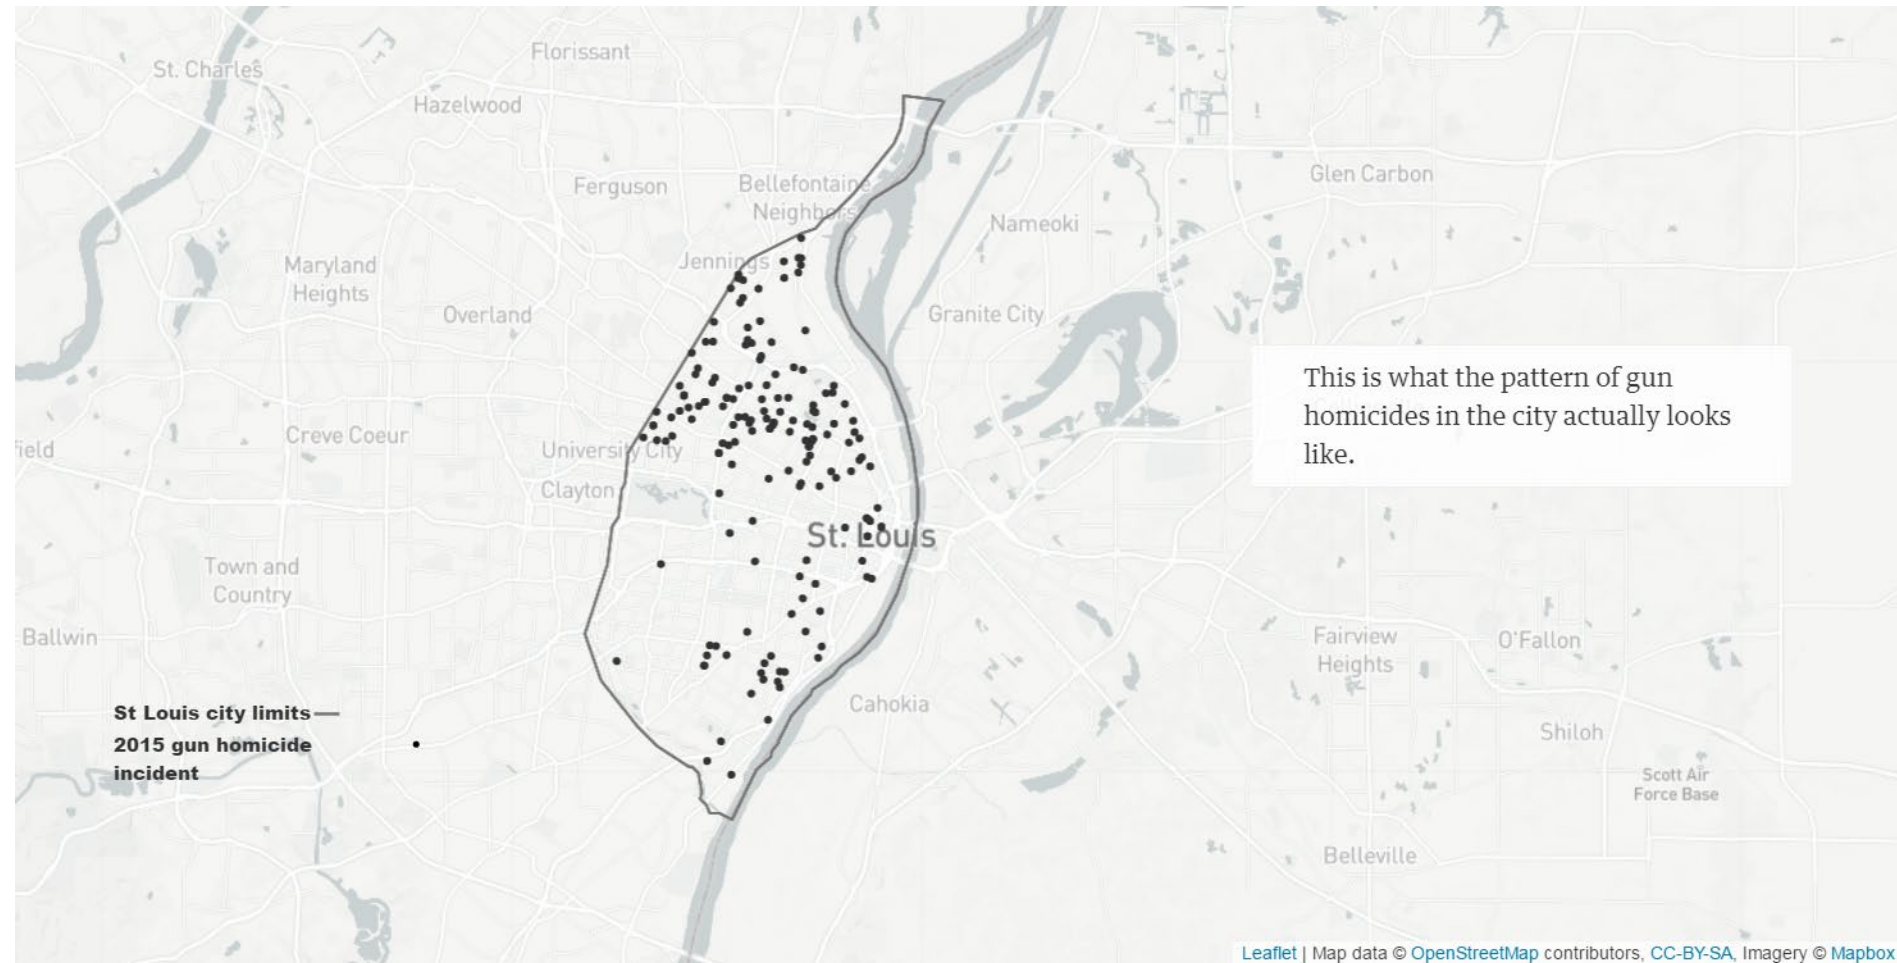 Florissant
St. Charles
Hazelwood
Glen Carbon
Ferguson
Bellefontaine
Neighbors
Nameoki
Jennings
Maryland
Heights
Overland
Granite City
This is what the pattern of gun
homicides in the city actually looks
like.
Creve Coeur
ield
University City
Clayton
St. Louis
Town and
Country
Ballwin
Fairview
Heights
O'Fallon
Cahokia
St Louis city limits
2015 gun homicide
incident
Shiloh
Scott Air
Force Base
Belleville
Leaflet | Map data © OpenStreetMap contributors, CC-BY-SA, Imagery © Mapbox